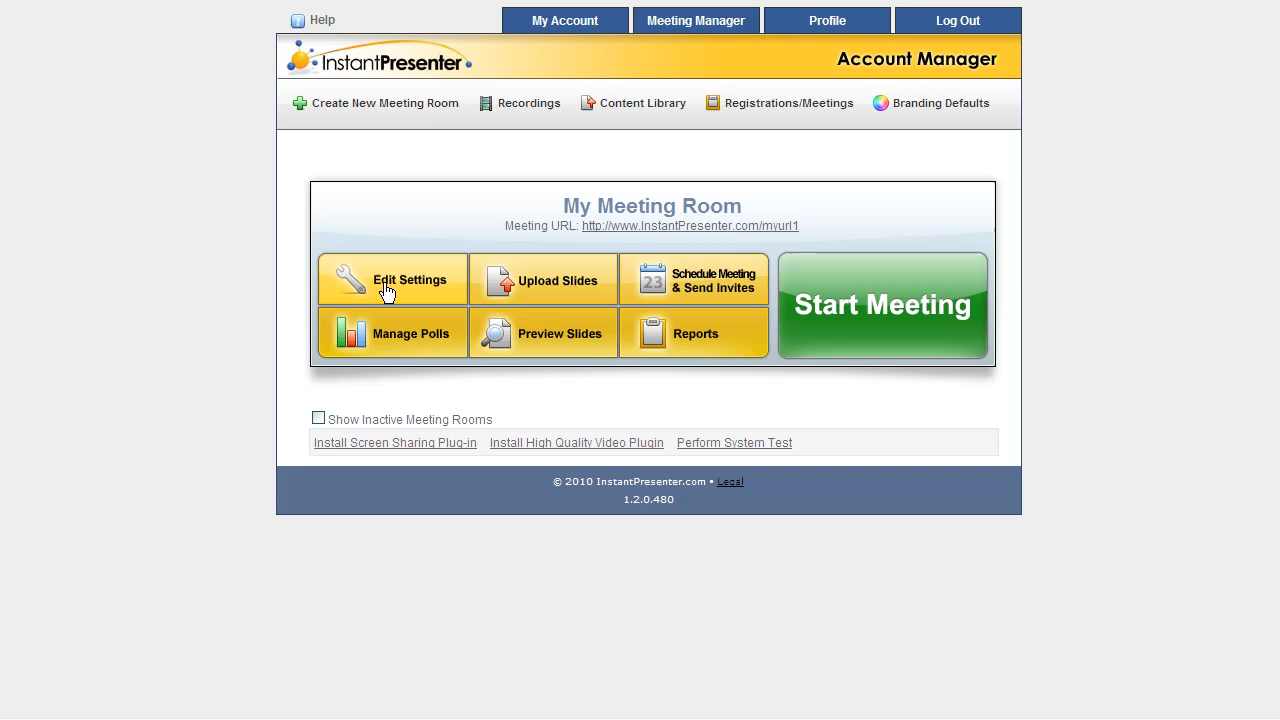 Help
My Account
Meeting Manager
Profile
Log Out
InstantPresenter
Account Manager
Create New Meeting Room
Recordings
Content Library
Registrations/Meetings
Branding Defaults
My Meeting Room
Meeting URL: http://www.InstantPresenter.com/myurl1
Edit Settings
Upload Slides
23
Schedule Meeting
& Send Invites
Start Meeting
Manage Polls
Preview Slides
Reports
Show Inactive Meeting Rooms
Install Screen Sharing Plug-in
Install High Quality Video Plugin
Perform System Test
© 2010 InstantPresenter.com • Legal
1.2.0.480